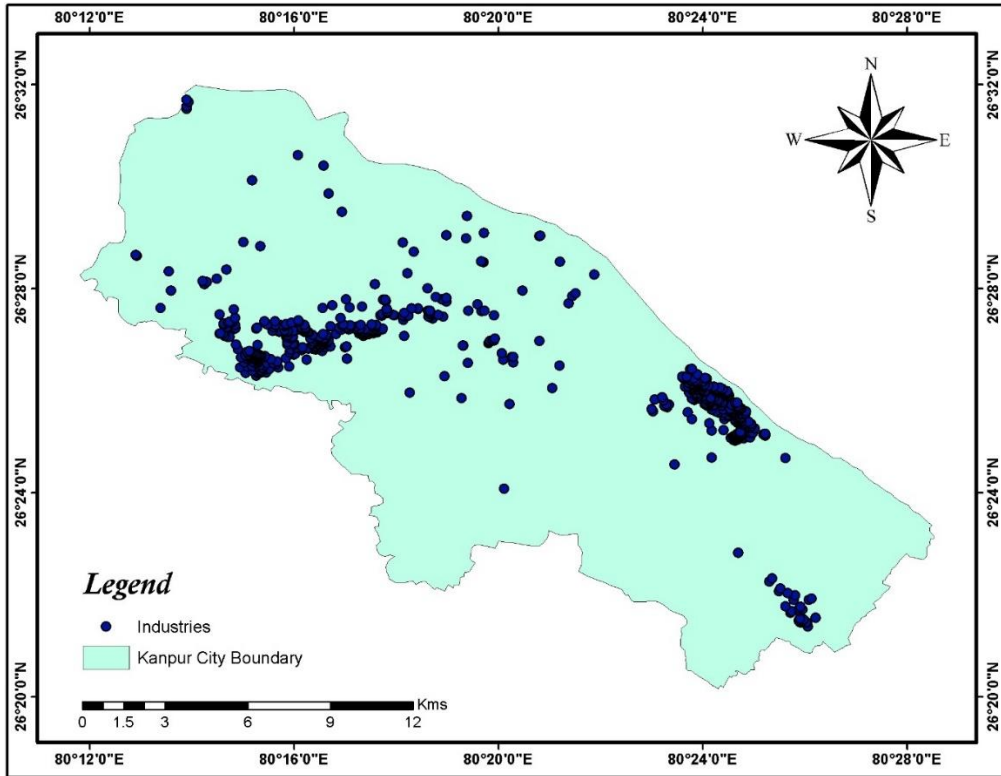 80°12'0"E 80°16'0"E 80°20'0"E 80°24'0"E 80°28'0"E
26°32'0"N 26°32'0"N
N
W E
S
26°28'0"N 26°28'0"N
26°24'0"N 26°24'0"N
Legend
Industries
Kanpur City Boundary
26°20'0"N 26°20'0"N
Kms
0 1.5 3 6 9 12
80°12'0"E 80°16'0"E 80°20'0"E 80°24'0"E 80°28'0"E